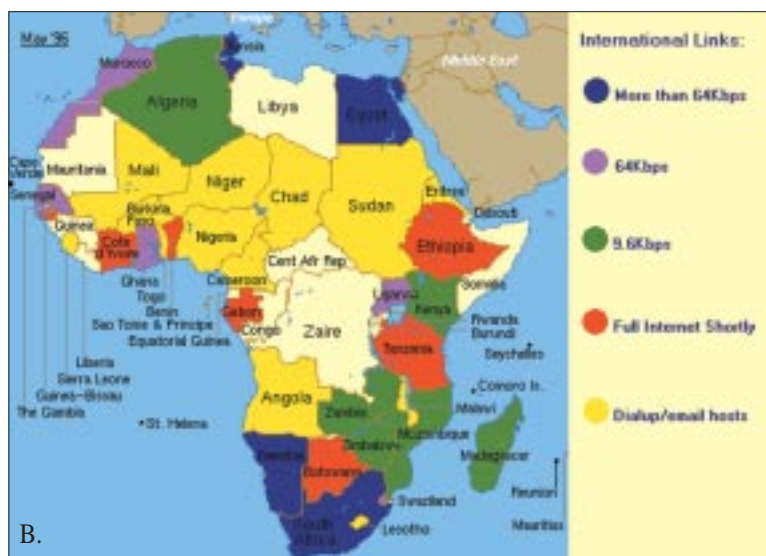 May '96
Europe
Middle East
Tunisia
Morocco
Algeria
Libya
Egypt
Mauritania
Mali
Niger
Chad
Sudan
Eritrea
Djibouti
Cape
Verde
Senegal
Guinea
Burkina
Faso
Cote
d'Ivoire
Nigeria
Ethiopia
Cent Afr Rep
Cameroon
Somalia
Ghana
Togo
Benin
Sao Tome & Principe
Equatorial Guinea
Gabon
Congo
Zaire
Uganda
Kenya
Rwanda
Burundi
Seychelles
Tanzania
Liberia
Sierra Leone
Guinea-Bissau
The Gambia
St. Helena
Angola
Zambia
Comoro Is.
Malawi
Mozambique
Zimbabwe
Madagascar
Namibia
Botswana
Reunion
Mauritius
Swaziland
South
Africa
Lesotho
B.
International Links:
More than 64Kbps
64Kbps
9.6Kbps
Full Internet Shortly
Dialup/email hosts